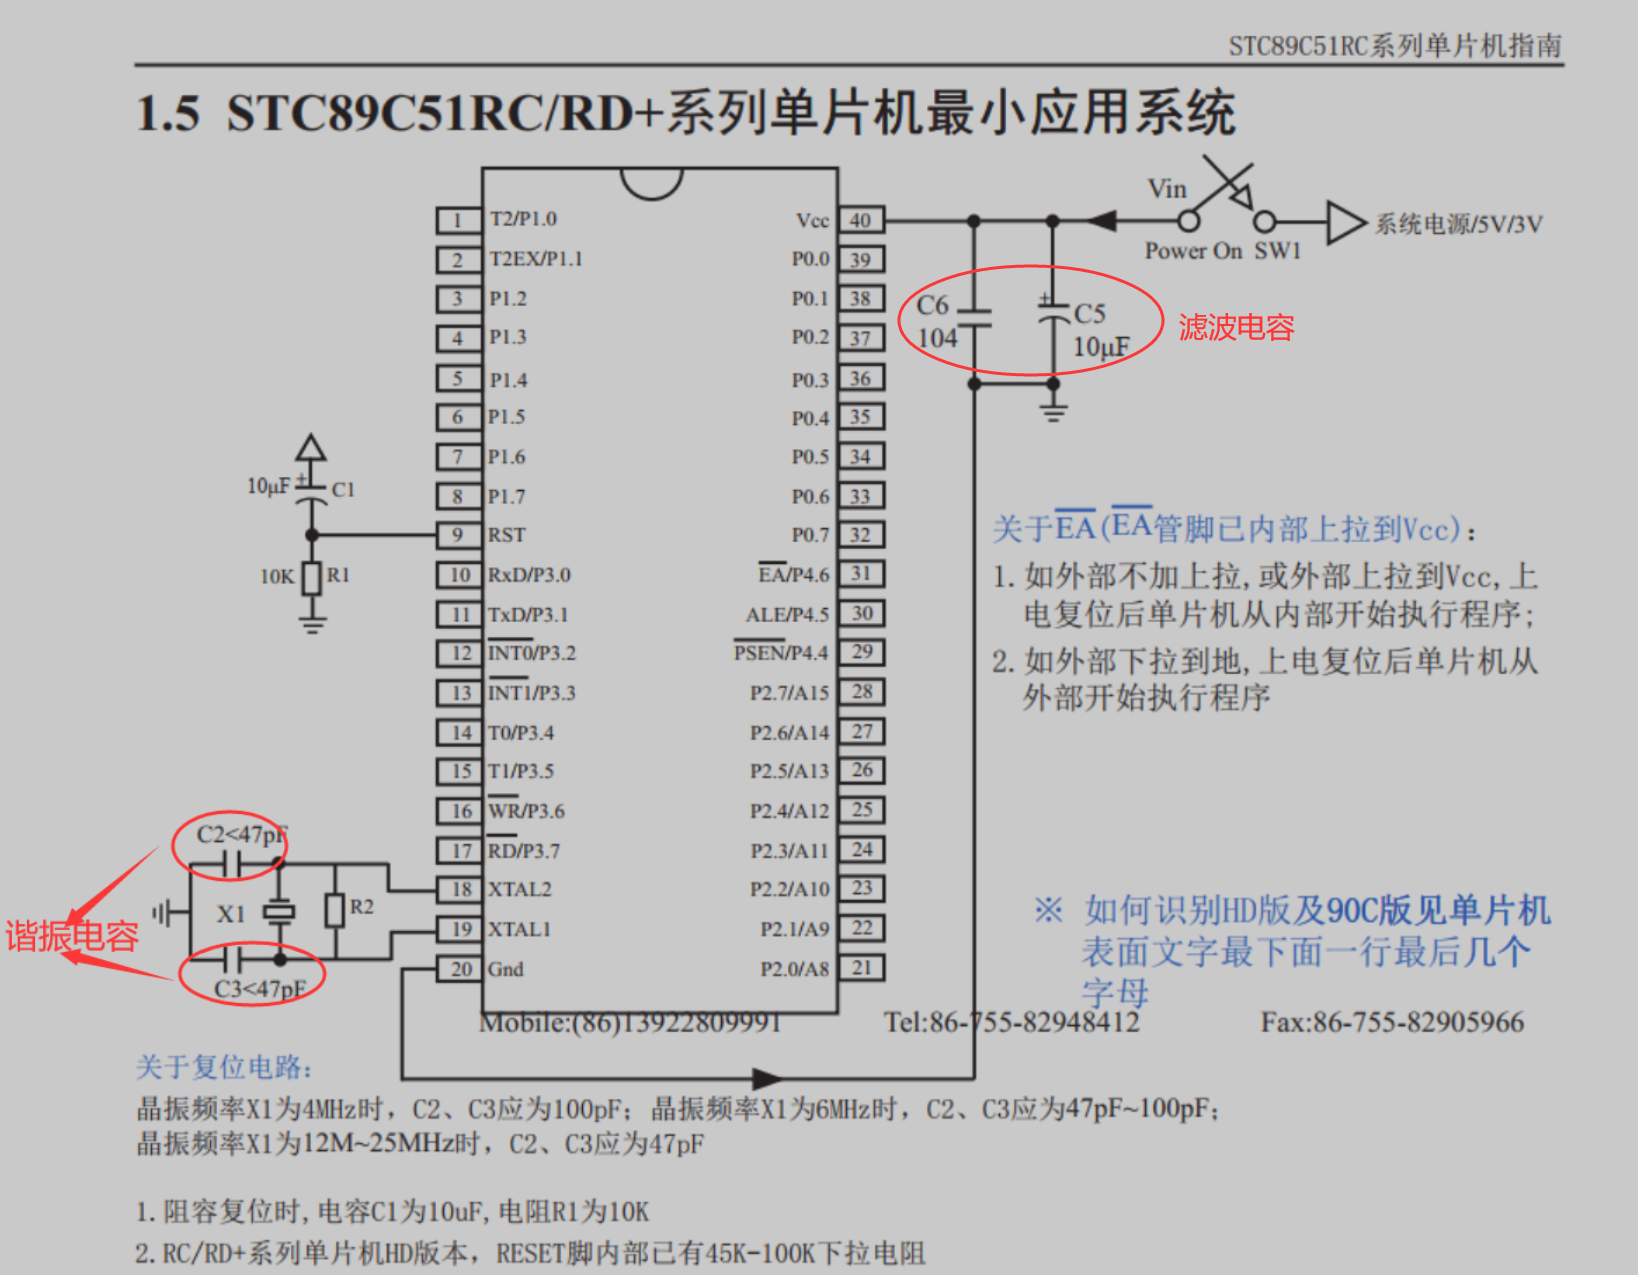 STC89C51RC系列单片机指南
1.5 STC89C51RC/RD+系列单片机最小应用系统
Vin
Power On SW1
系统电源/5V/3V
1 T2/P1.0
2 T2EX/P1.1
3 P1.2
4 P1.3
5 P1.4
6 P1.5
7 P1.6
8 P1.7
9 RST
10 RxD/P3.0
11 TxD/P3.1
12 INT0/P3.2
13 INT1/P3.3
14 T0/P3.4
15 T1/P3.5
16 WR/P3.6
17 RD/P3.7
18 XTAL2
19 XTAL1
20 Gnd
Vcc 40
P0.0 39
P0.1 38
P0.2 37
P0.3 36
P0.4 35
P0.5 34
P0.6 33
P0.7 32
EA/P4.6 31
ALE/P4.5 30
PSEN/P4.4 29
P2.7/A15 28
P2.6/A14 27
P2.5/A13 26
P2.4/A12 25
P2.3/A11 24
P2.2/A10 23
P2.1/A9 22
P2.0/A8 21
C6
104
+
C5
10μF
滤波电容
10μF + C1
10K R1
C2<47pF
X1
R2
C3<47pF
谐振电容
关于EA(EA管脚已内部上拉到Vcc):
1.如外部不加上拉,或外部上拉到Vcc,上
电复位后单片机从内部开始执行程序;
2.如外部下拉到地,上电复位后单片机从
外部开始执行程序
※ 如何识别HD版及90C版见单片机
表面文字最下面一行最后几个
字母
Mobile:(86)13922809991 Tel:86-755-82948412 Fax:86-755-82905966
关于复位电路:
晶振频率X1为4MHz时, C2、C3应为100pF; 晶振频率X1为6MHz时, C2、C3应为47pF~100pF;
晶振频率X1为12M~25MHz时, C2、C3应为47pF
1.阻容复位时,电容C1为10uF,电阻R1为10K
2.RC/RD+系列单片机HD版本, RESET脚内部已有45K-100K下拉电阻